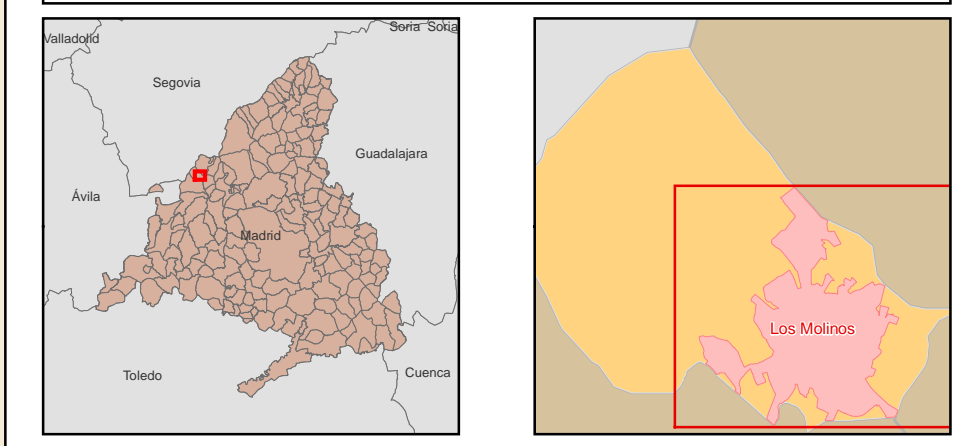 Soria Soria
Valladolid
Segovia
Guadalajara
Ávila
Madrid
Toledo
Cuenca
Los Molinos